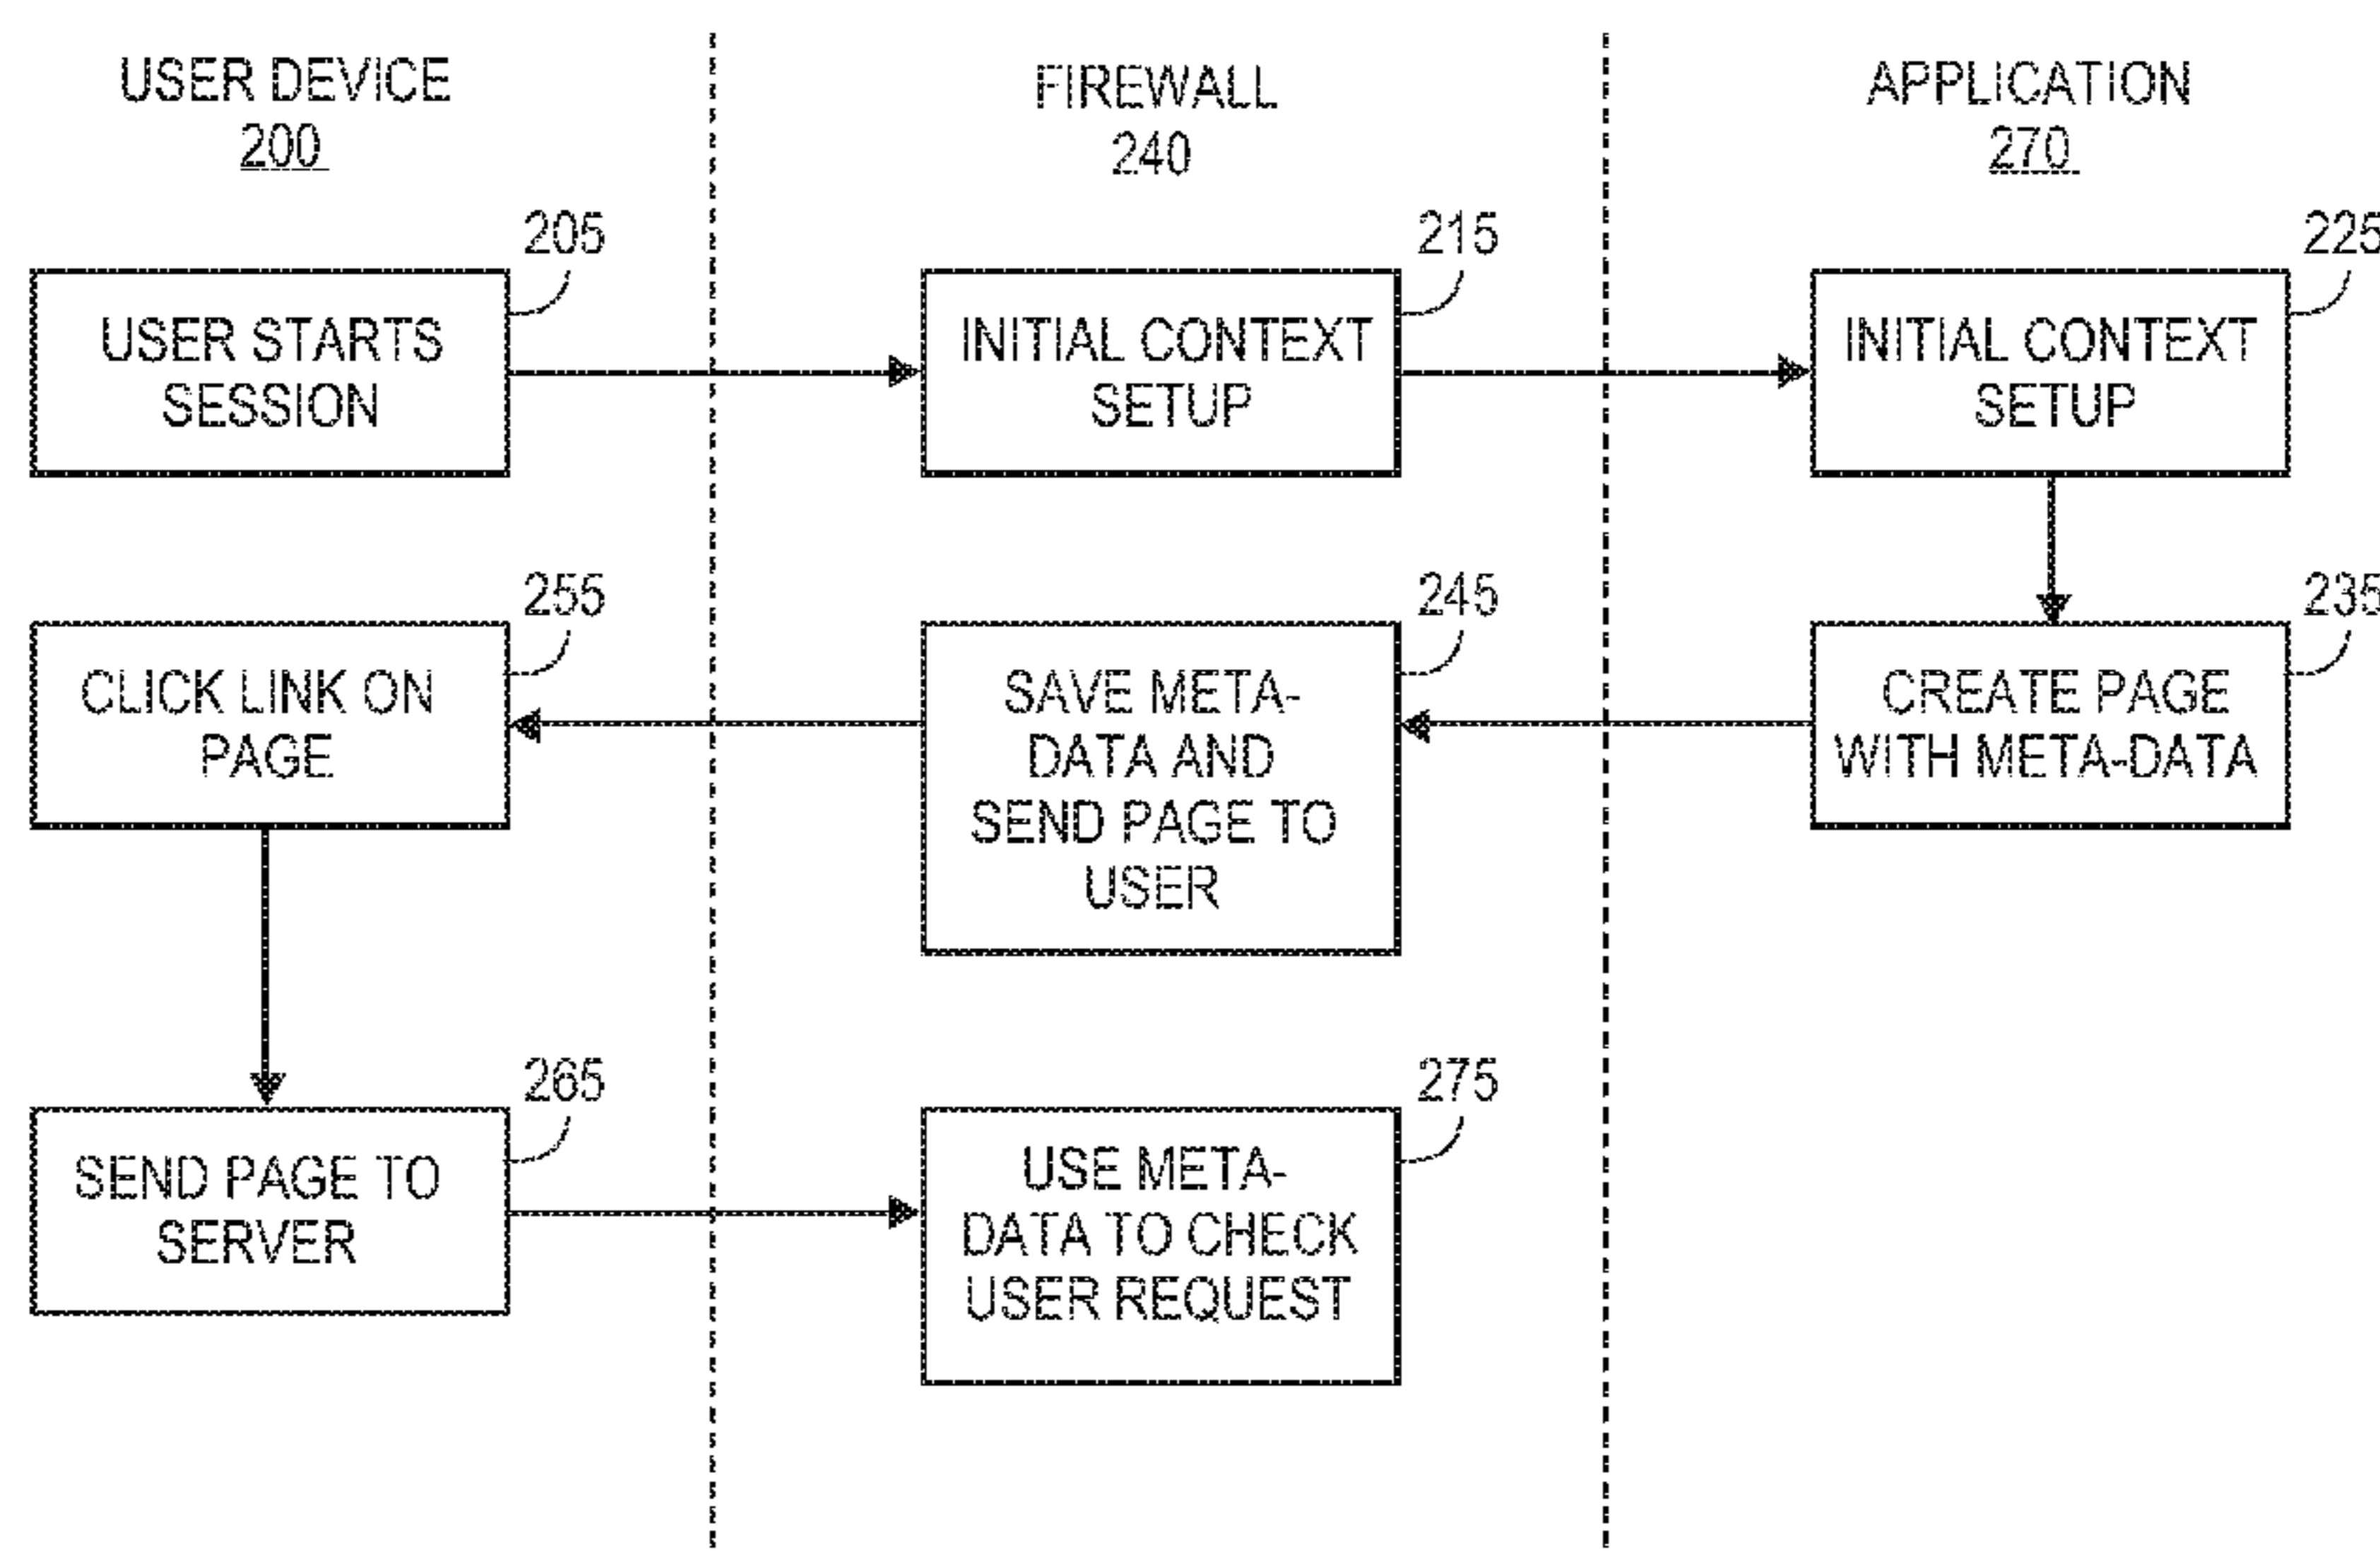 USER DEVICE
200
FIREWALL
240
APPLICATION
270
205
USER STARTS
SESSION
215
INITIAL CONTEXT
SETUP
225
INITIAL CONTEXT
SETUP
255
CLICK LINK ON
PAGE
245
SAVE META-
DATA AND
SEND PAGE TO
USER
235
CREATE PAGE
WITH META-DATA
265
SEND PAGE TO
SERVER
275
USE META-
DATA TO CHECK
USER REQUEST